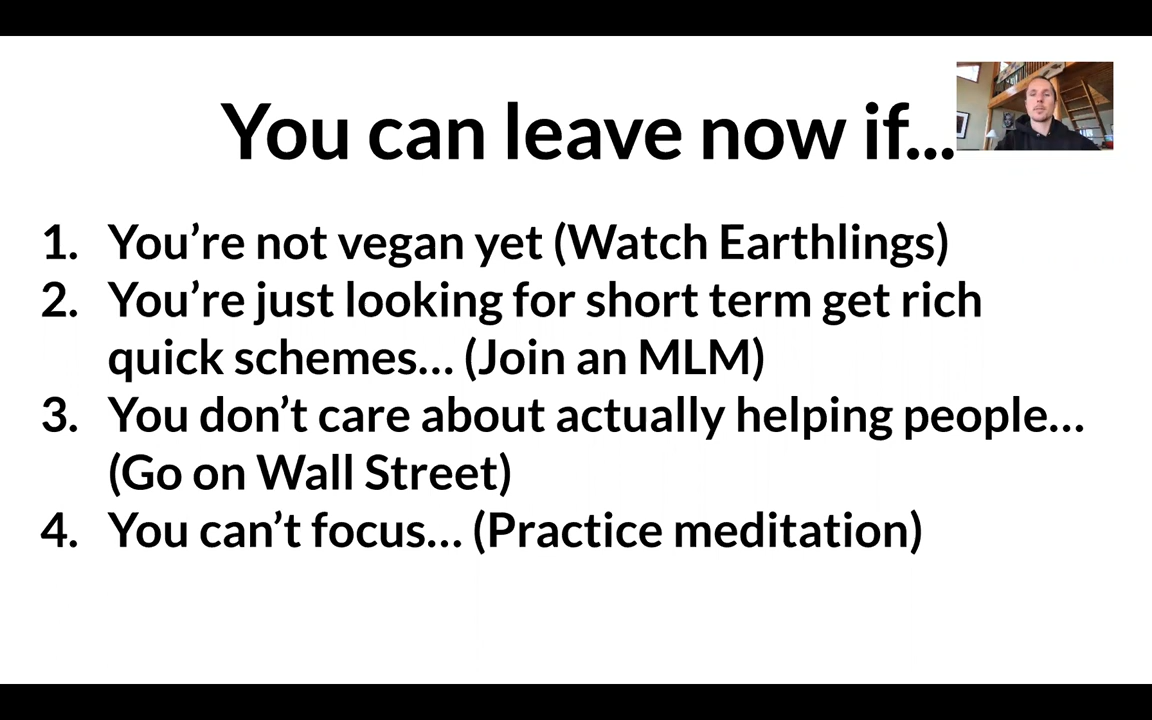 You can leave now if...
1. You’re not vegan yet (Watch Earthlings)
2. You’re just looking for short term get rich
quick schemes... (Join an MLM)
3. You don’t care about actually helping people...
(Go on Wall Street)
4. You can’t focus... (Practice meditation)